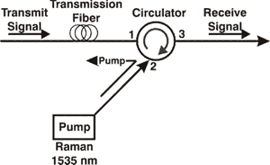 Transmit
Signal
Transmission
Fiber
Circulator
Receive
Signal
1
3
2
Pump
Pump
Raman
1535 nm